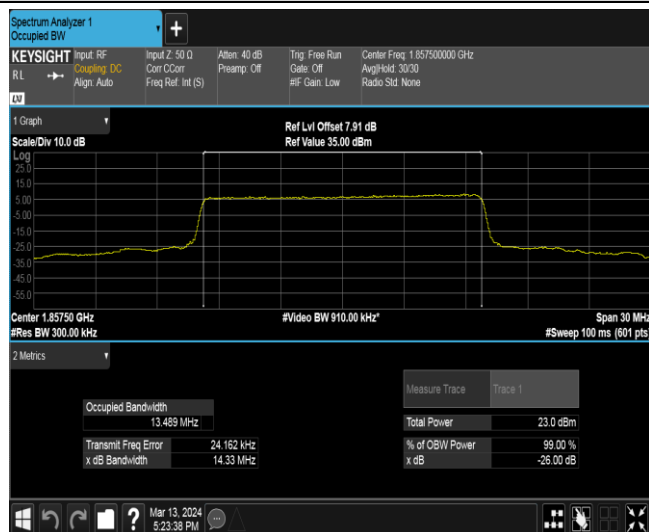 Spectrum Analyzer 1
Occupied BW
+
KEYSIGHT Input: RF Input Z: 50 Ω Atten: 40 dB Trig: Free Run Center Freq: 1.857500000 GHz
RL Coupling: DC Corr CCorr Preamp: Off Gate: Off Avg|Hold: 30/30
Align: Auto Freq Ref: Int (S) #IF Gain: Low Radio Std: None
LXI
1 Graph
Ref Lvl Offset 7.91 dB
Scale/Div 10.0 dB Ref Value 35.00 dBm
Log
25.0
15.0
5.00
-5.00
-15.0
-25.0
-35.0
-45.0
-55.0
Center 1.85750 GHz #Video BW 910.00 kHz* Span 30 MHz
#Res BW 300.00 kHz #Sweep 100 ms (601 pts)
2 Metrics
Measure Trace Trace 1
Occupied Bandwidth
13.489 MHz Total Power 23.0 dBm
Transmit Freq Error 24.162 kHz % of OBW Power 99.00 %
x dB Bandwidth 14.33 MHz x dB -26.00 dB
? Mar 13, 2024
5:23:38 PM